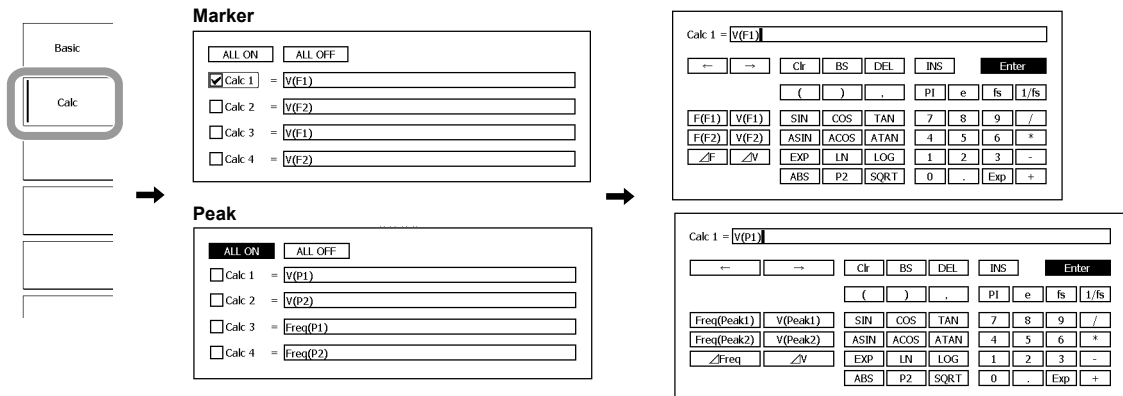 Basic
Calc
Marker
ALL ON ALL OFF
Calc 1 = V(F1)
Calc 2 = V(F2)
Calc 3 = V(F1)
Calc 4 = V(F2)
Peak
ALL ON ALL OFF
Calc 1 = V(P1)
Calc 2 = V(P2)
Calc 3 = Freq(P1)
Calc 4 = Freq(P2)
Calc 1 = V(F1)
← → Clr BS DEL INS Enter
( ) , PI e fs 1/fs
F(F1) V(F1) SIN COS TAN 7 8 9 /
F(F2) V(F2) ASIN ACOS ATAN 4 5 6 *
⊿F ⊿V EXP LN LOG 1 2 3 -
ABS P2 SQRT 0 . Exp +
Calc 1 = V(P1)
← → Clr BS DEL INS Enter
( ) , PI e fs 1/fs
Freq(Peak1) V(Peak1) SIN COS TAN 7 8 9 /
Freq(Peak2) V(Peak2) ASIN ACOS ATAN 4 5 6 *
⊿Freq ⊿V EXP LN LOG 1 2 3 -
ABS P2 SQRT 0 . Exp +